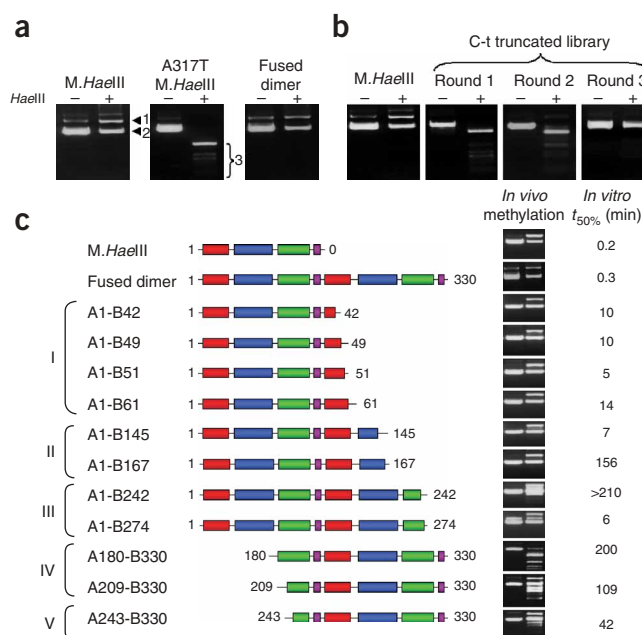 a
M.HaeIII
A317T
M.HaeIII
Fused
dimer
HaeIII
− + − + − +
1
2
3
b
C-t truncated library
M.HaeIII Round 1 Round 2 Round 3
− + − + − + − +
c
In vivo
methylation
In vitro
t50% (min)
M.HaeIII 1 0 0.2
Fused dimer 1 330 0.3
I
A1-B42 1 42 10
A1-B49 1 49 10
A1-B51 1 51 5
A1-B61 1 61 14
II
A1-B145 1 145 7
A1-B167 1 167 156
III
A1-B242 1 242 >210
A1-B274 1 274 6
IV
A180-B330 180 330 200
A209-B330 209 330 109
V
A243-B330 243 330 42